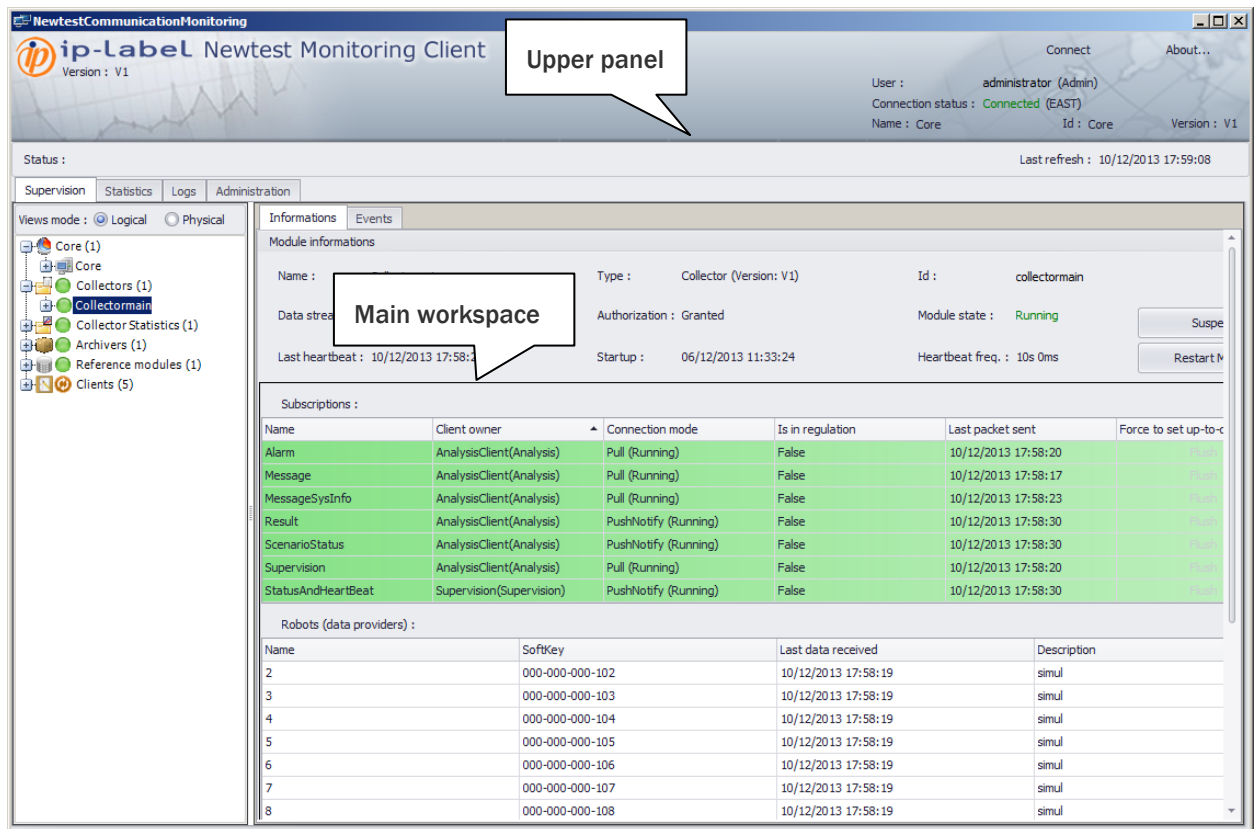 NewtestCommunicationMonitoring
ip-label Newtest Monitoring Client
Version : V1
Upper panel
Connect About...
User : administrator (Admin)
Connection status : Connected (EAST)
Name : Core Id : Core Version : V1
Status : Last refresh : 10/12/2013 17:59:08
Supervision Statistics Logs Administration
Views mode : Logical Physical
Core (1)
Core
Collectors (1)
Collectormain
Collector Statistics (1)
Archivers (1)
Reference modules (1)
Clients (5)
Informations Events
Module informations
Name : Type : Collector (Version: V1) Id : collectormain
Main workspace
Data strea Authorization : Granted Module state : Running Suspe
Last heartbeat : 10/12/2013 17:58:2 Startup : 06/12/2013 11:33:24 Heartbeat freq. : 10s 0ms Restart M
Subscriptions :
Name Client owner Connection mode Is in regulation Last packet sent Force to set up-to-d
Alarm AnalysisClient(Analysis) Pull (Running) False 10/12/2013 17:58:20 Flush
Message AnalysisClient(Analysis) Pull (Running) False 10/12/2013 17:58:17 Flush
MessageSysInfo AnalysisClient(Analysis) Pull (Running) False 10/12/2013 17:58:23 Flush
Result AnalysisClient(Analysis) PushNotify (Running) False 10/12/2013 17:58:30 Flush
ScenarioStatus AnalysisClient(Analysis) PushNotify (Running) False 10/12/2013 17:58:30 Flush
Supervision AnalysisClient(Analysis) Pull (Running) False 10/12/2013 17:58:20 Flush
StatusAndHeartBeat Supervision(Supervision) PushNotify (Running) False 10/12/2013 17:58:30 Flush
Robots (data providers) :
Name SoftKey Last data received Description
2 000-000-000-102 10/12/2013 17:58:19 simul
3 000-000-000-103 10/12/2013 17:58:19 simul
4 000-000-000-104 10/12/2013 17:58:19 simul
5 000-000-000-105 10/12/2013 17:58:19 simul
6 000-000-000-106 10/12/2013 17:58:19 simul
7 000-000-000-107 10/12/2013 17:58:19 simul
8 000-000-000-108 10/12/2013 17:58:19 simul